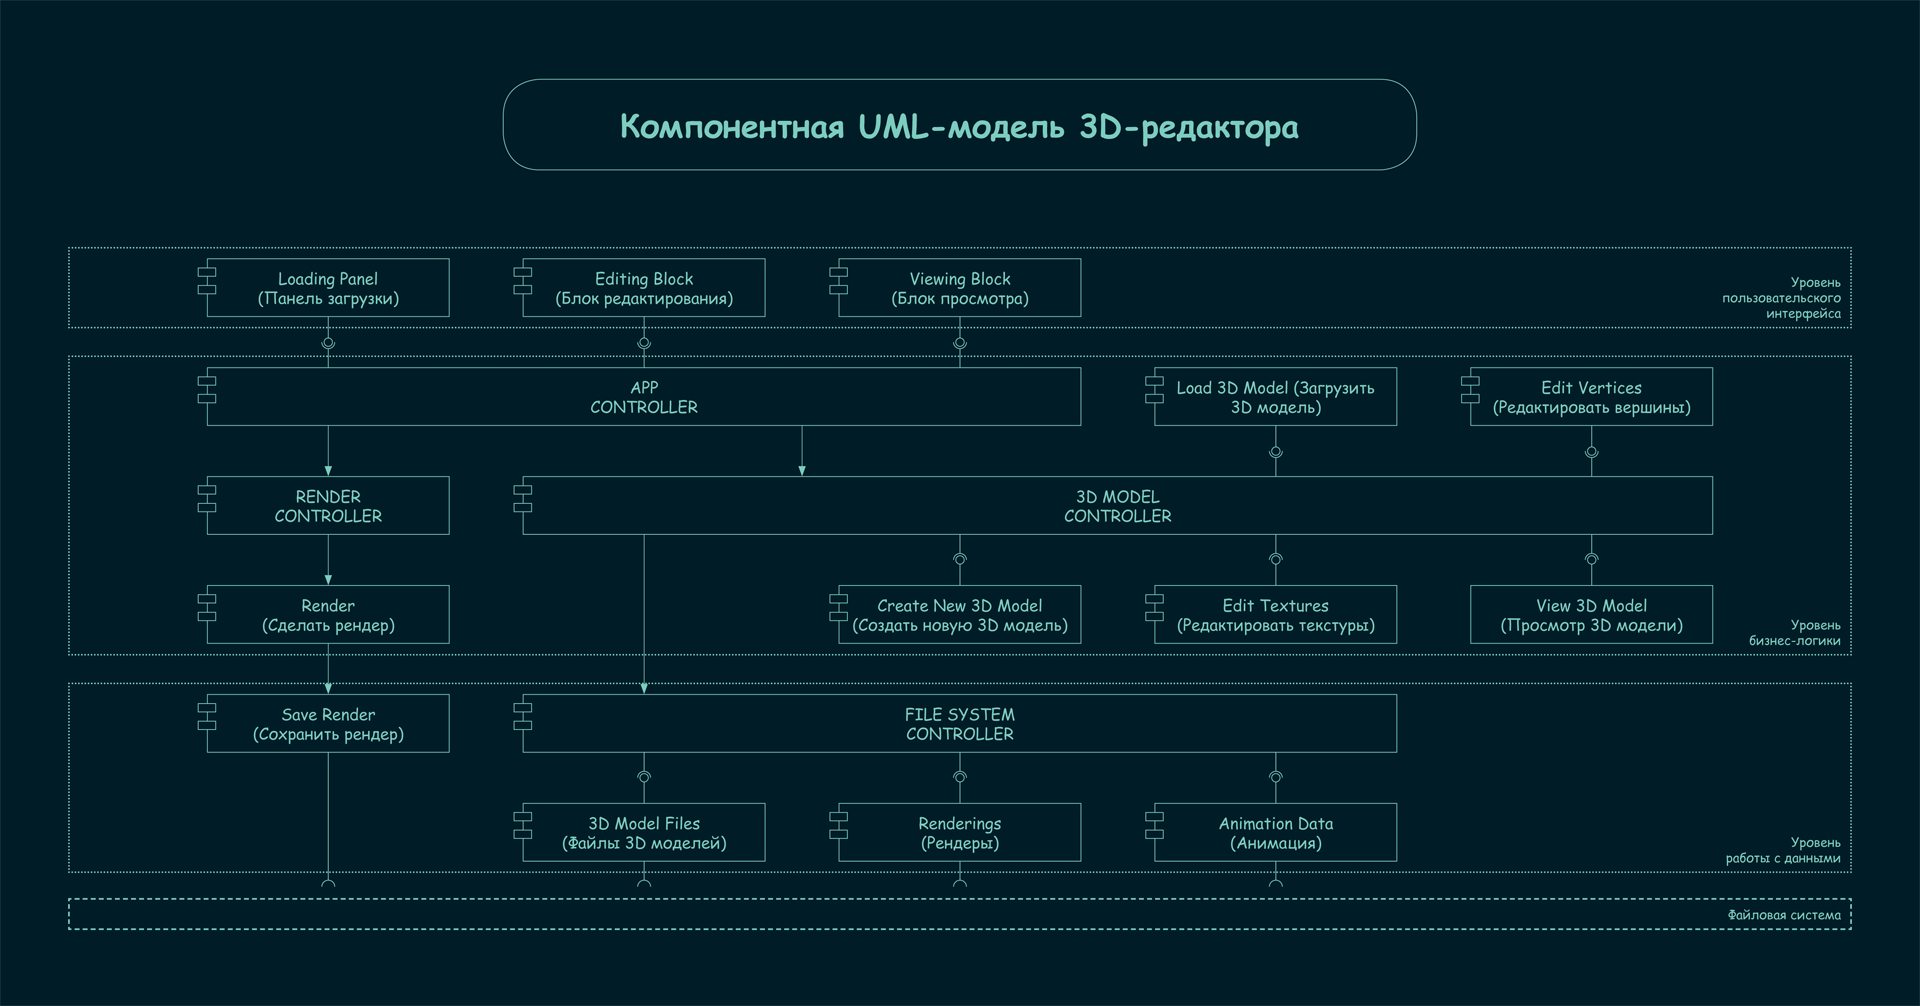 Компонентная UML-модель 3D-редактора
Loading Panel
(Панель загрузки)
Editing Block
(Блок редактирования)
Viewing Block
(Блок просмотра)
Уровень
пользовательского
интерфейса
APP
CONTROLLER
Load 3D Model (Загрузить
3D модель)
Edit Vertices
(Редактировать вершины)
RENDER
CONTROLLER
3D MODEL
CONTROLLER
Render
(Сделать рендер)
Create New 3D Model
(Создать новую 3D модель)
Edit Textures
(Редактировать текстуры)
View 3D Model
(Просмотр 3D модели)
Уровень
бизнес-логики
Save Render
(Сохранить рендер)
FILE SYSTEM
CONTROLLER
3D Model Files
(Файлы 3D моделей)
Renderings
(Рендеры)
Animation Data
(Анимация)
Уровень
работы с данными
Файловая система